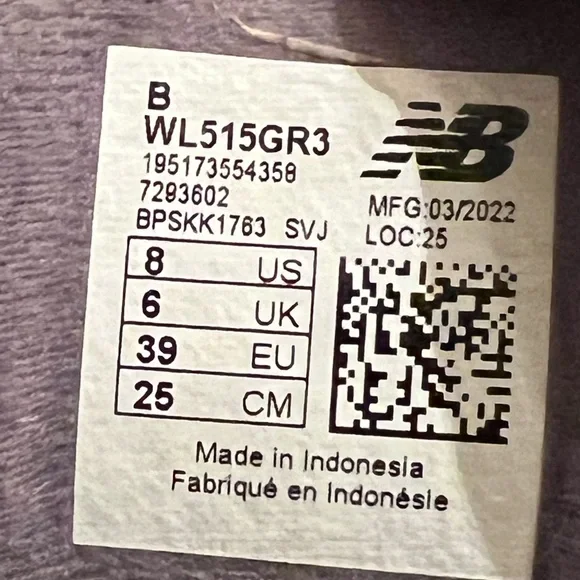 B
WL515GR3
195173554358
7293602
BPSKK1763 SVJ
NB
MFG:03/2022
LOC:25
8 US
6 UK
39 EU
25 CM
Made in Indonesia
Fabriqué en Indonésie